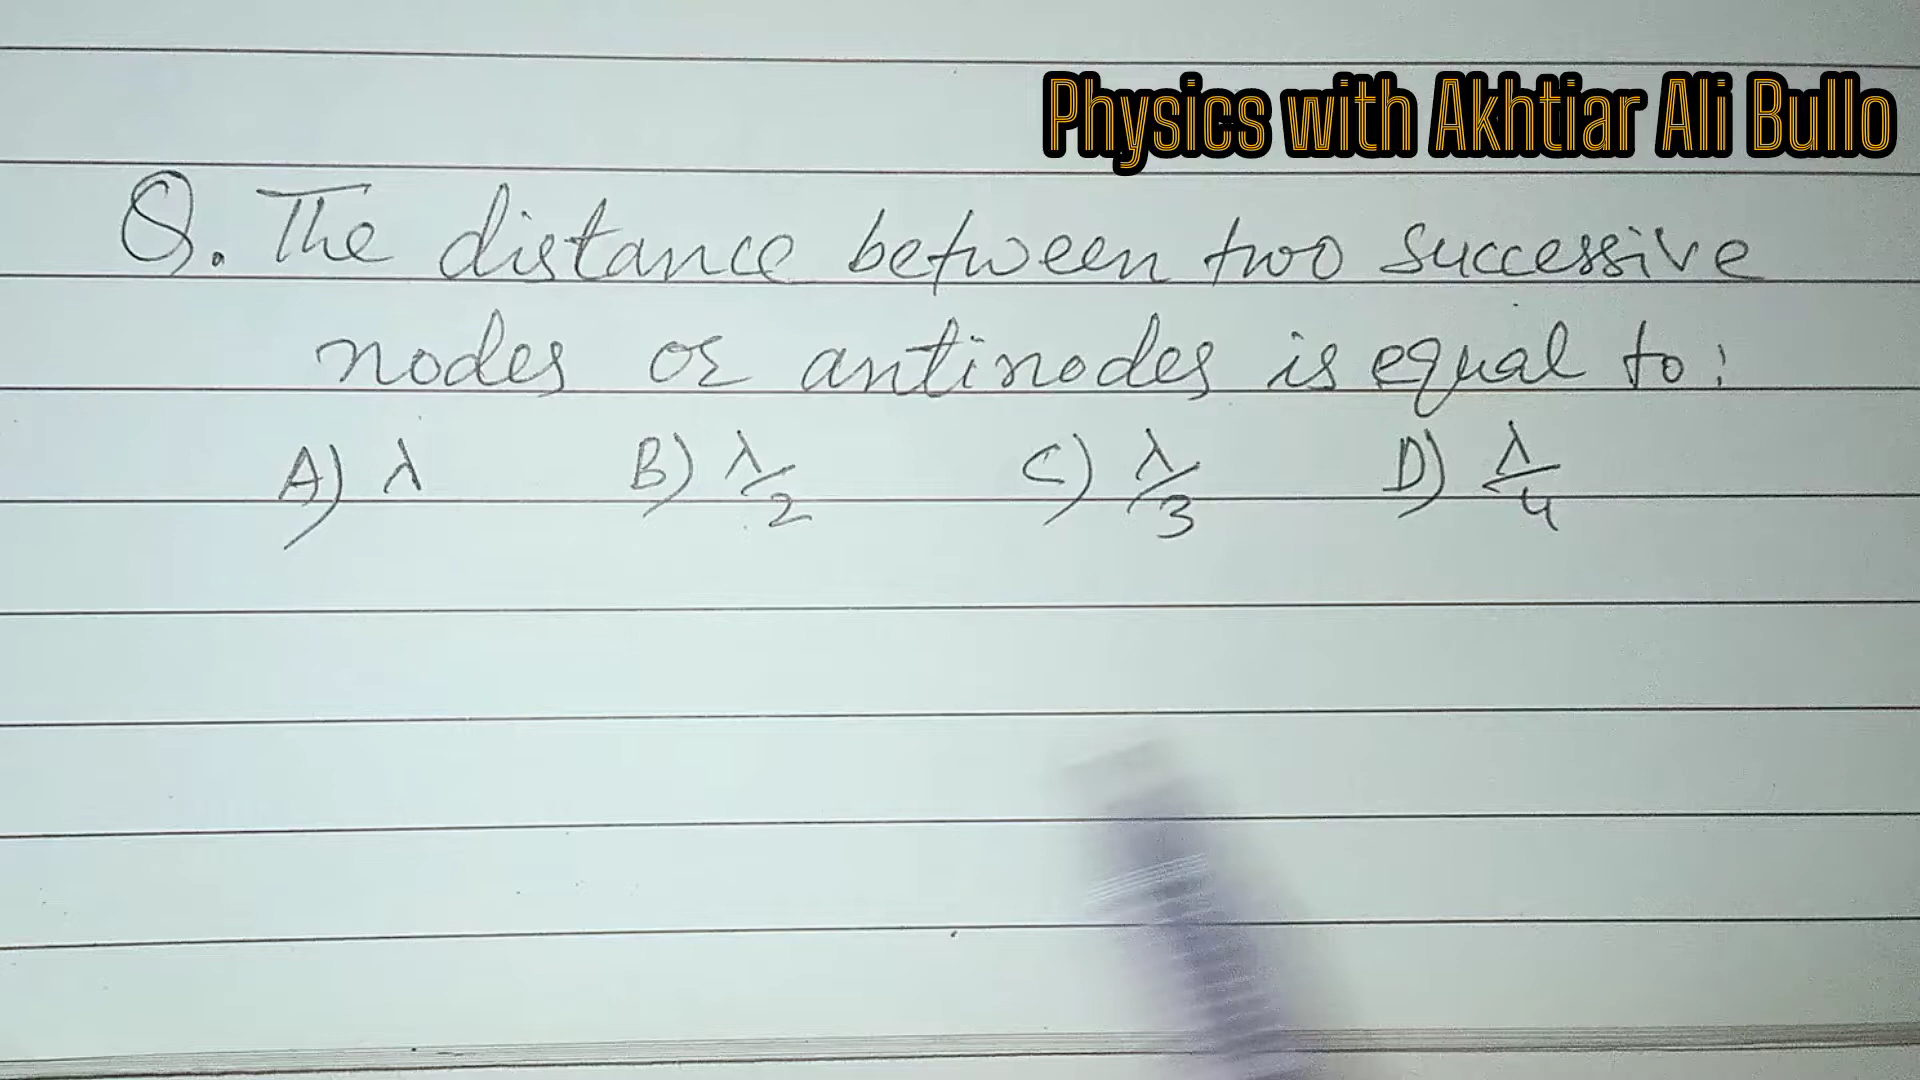 Physics with Akhtiar Ali Bullo
Q. The distance between two successive
nodes or antinodes is equal to:
A) λ B) λ/2 C) λ/3 D) λ/4